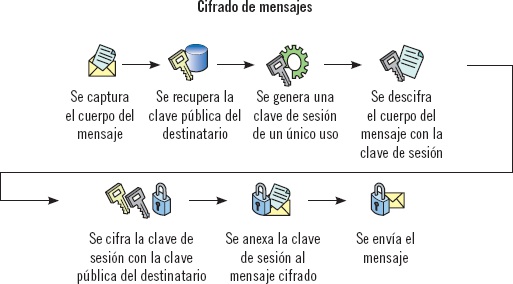 Cifrado de mensajes
Se captura
el cuerpo del
mensaje
Se recupera la
clave pública del
destinatario
Se genera una
clave de sesión
de un único uso
Se descifra
el cuerpo del
mensaje con la
clave de sesión
Se cifra la clave de
sesión con la clave
pública del destinatario
Se anexa la clave
de sesión al
mensaje cifrado
Se envía el
mensaje